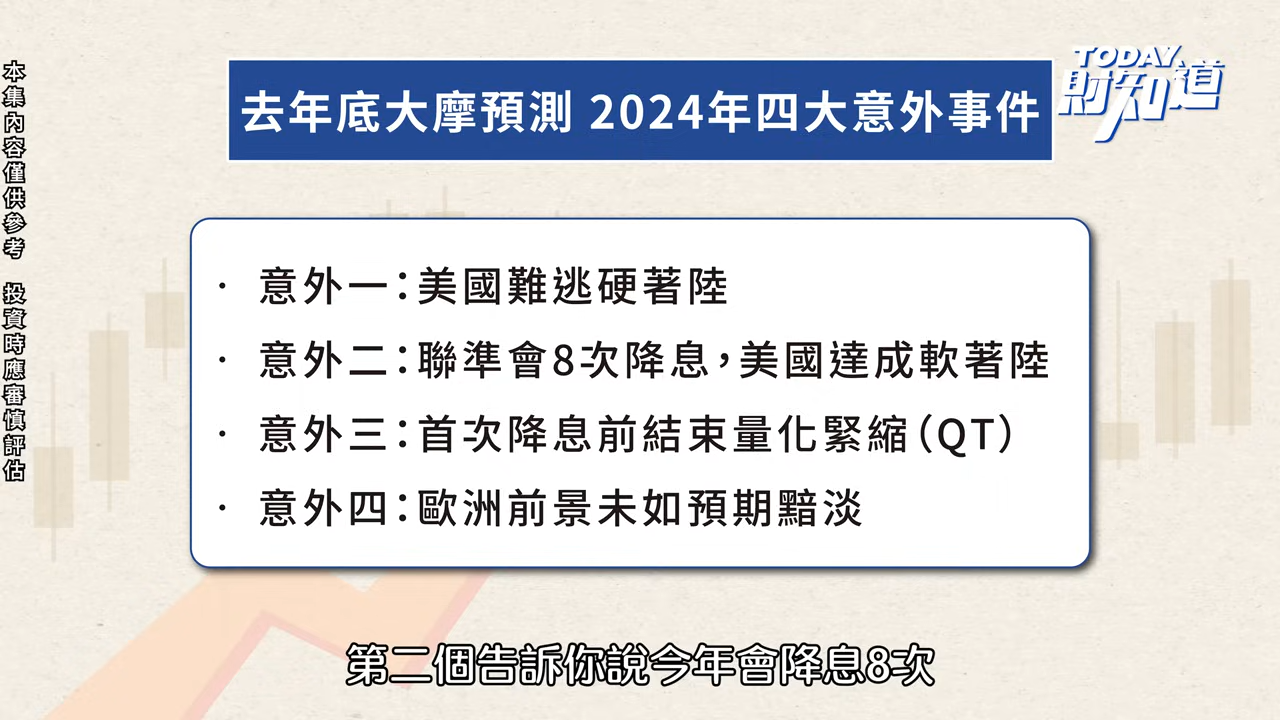 TODAY
財知道
去年底大摩預測 2024年四大意外事件
本集內容僅供參考 投資時應審慎評估
· 意外一：美國難逃硬著陸
· 意外二：聯準會8次降息，美國達成軟著陸
· 意外三：首次降息前結束量化緊縮（QT）
· 意外四：歐洲前景未如預期黯淡
第二個告訴你說今年會降息8次